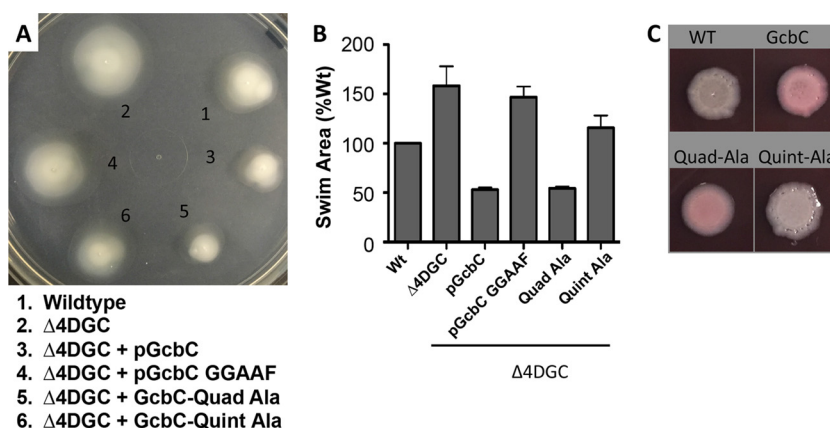 A
1
2
3
4
5
6
1. Wildtype
2. Δ4DGC
3. Δ4DGC + pGcbC
4. Δ4DGC + pGcbC GGAAF
5. Δ4DGC + GcbC-Quad Ala
6. Δ4DGC + GcbC-Quint Ala
B
Swim Area (%Wt)
200
150
100
50
0
Wt
Δ4DGC
pGcbC
pGcbC GGAAF
Quad Ala
Quint Ala
Δ4DGC
C
WT GcbC
Quad-Ala Quint-Ala